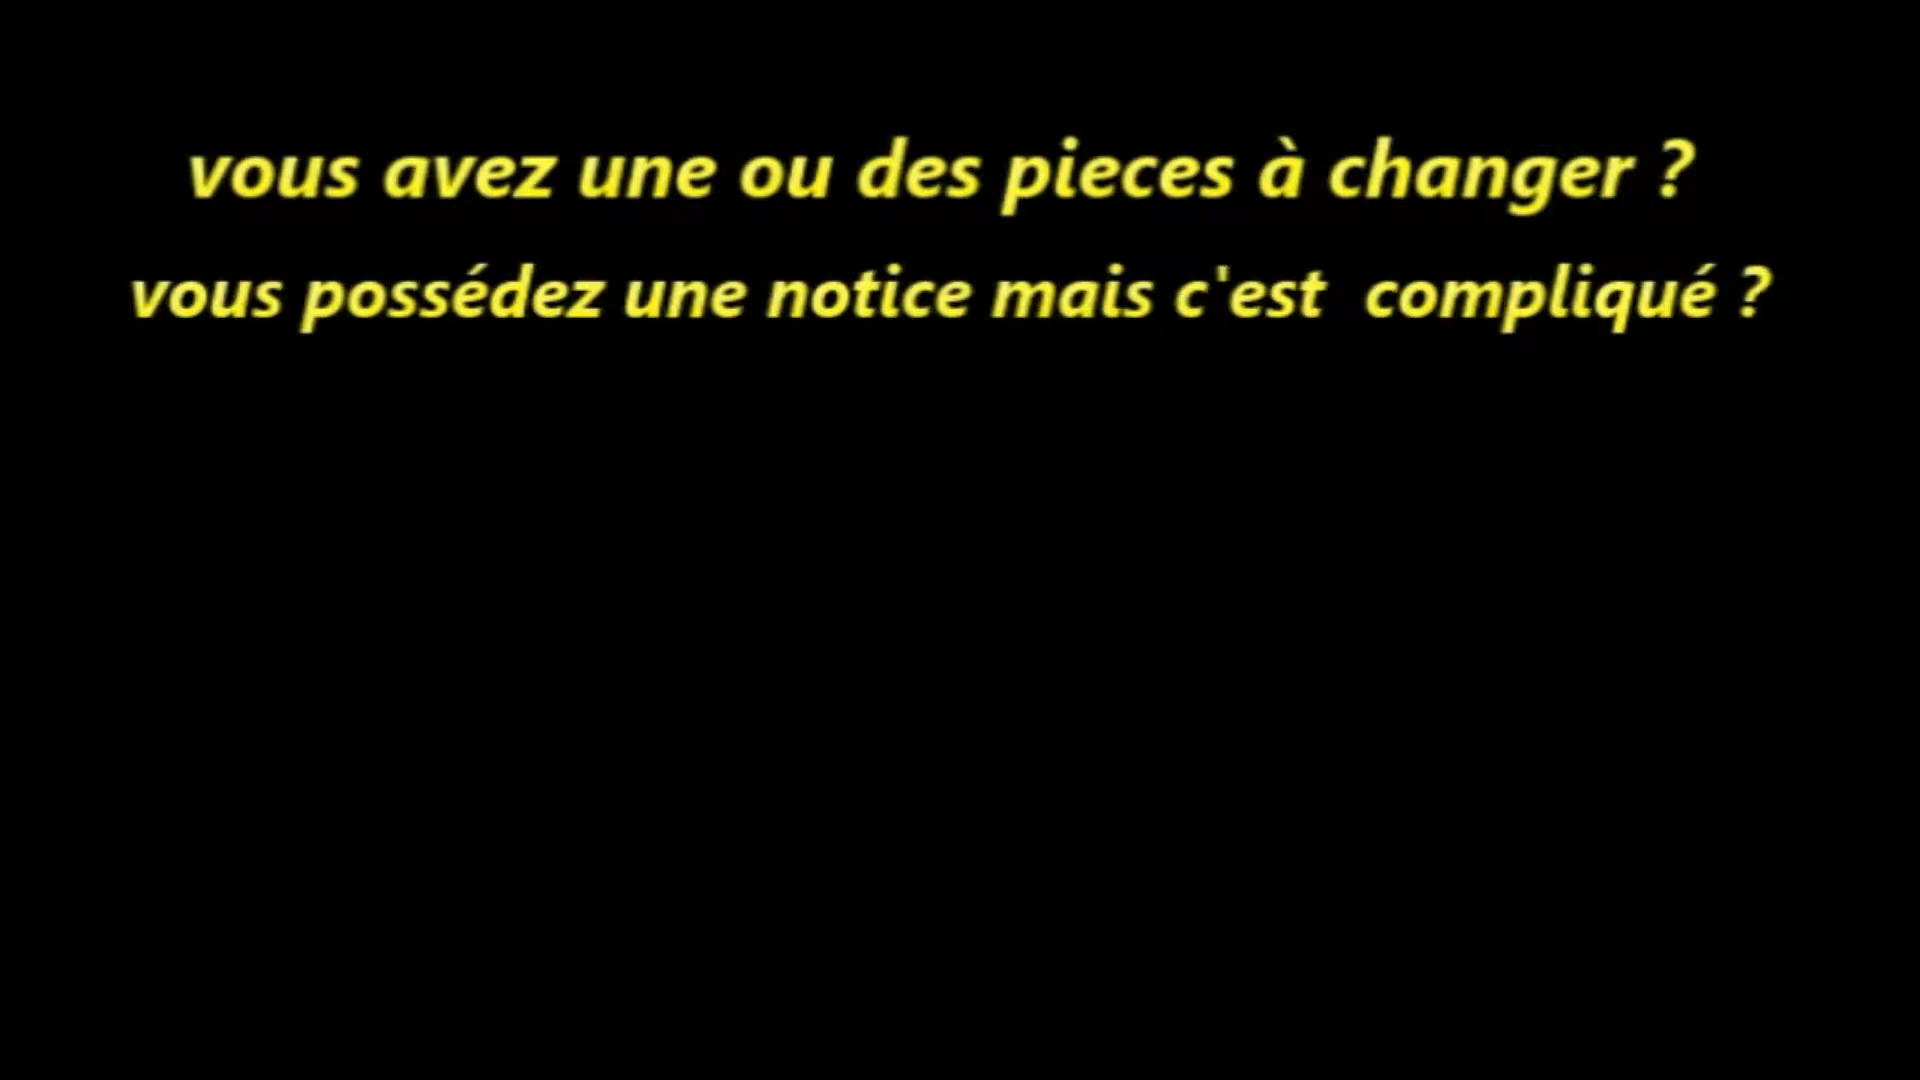 vous avez une ou des pieces à changer ?
vous possédez une notice mais c'est  compliqué ?